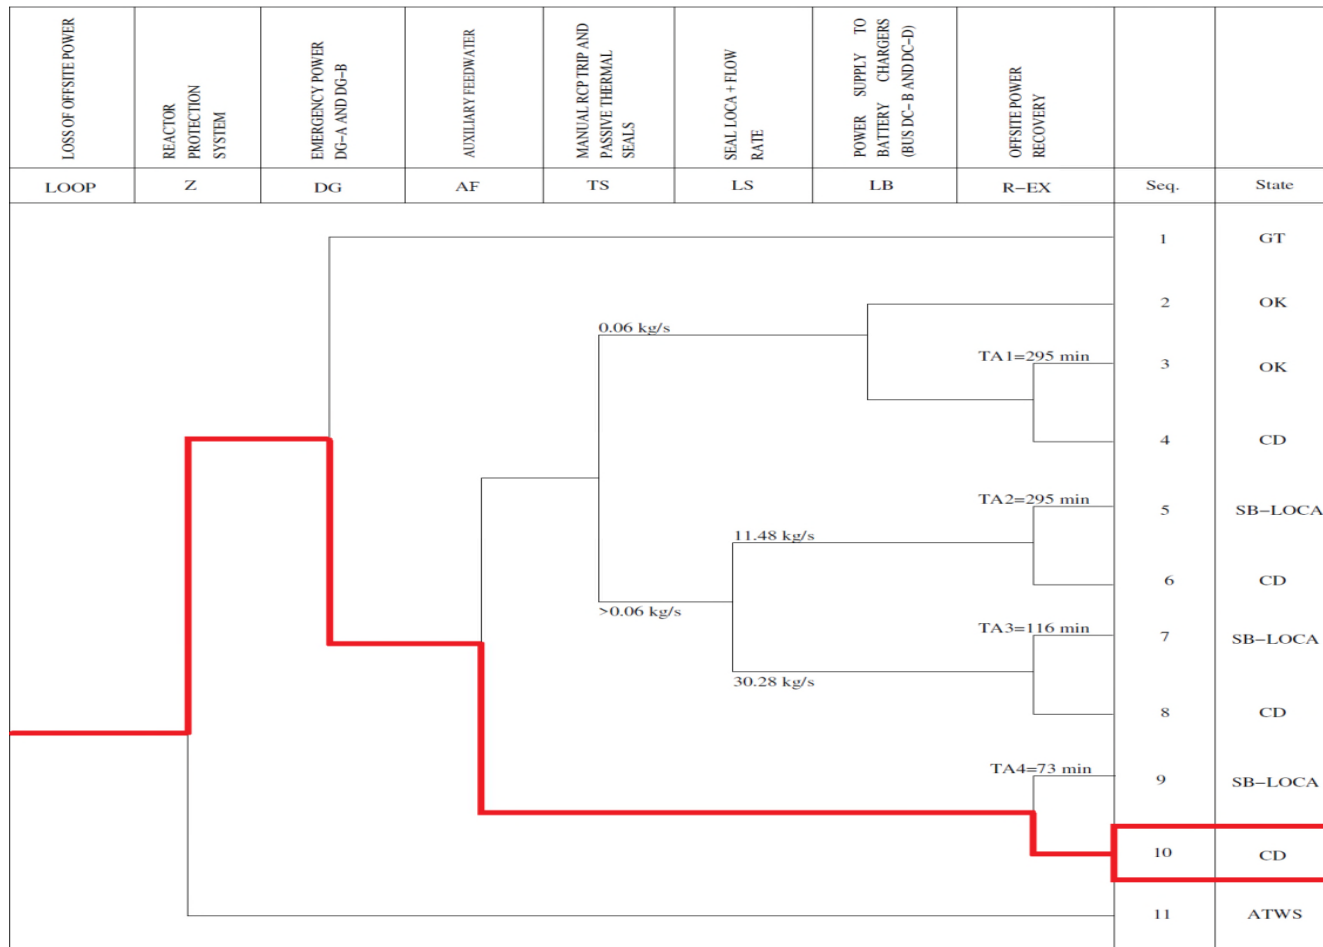 LOSS OF OFFSITE POWER
REACTOR
PROTECTION
SYSTEM
EMERGENCY POWER
DG-A AND DG-B
AUXILIARY FEEDWATER
MANUAL RCP TRIP AND
PASSIVE THERMAL
SEALS
SEAL LOCA + FLOW
RATE
POWER SUPPLY TO
BATTERY CHARGERS
(BUS DC-B AND DC-D)
OFFSITE POWER
RECOVERY
LOOP Z DG AF TS LS LB R-EX Seq. State
1 GT
2 OK
0.06 kg/s
TA1=295 min
3 OK
4 CD
TA2=295 min
5 SB-LOCA
11.48 kg/s
6 CD
>0.06 kg/s
TA3=116 min
7 SB-LOCA
30.28 kg/s
8 CD
TA4=73 min
9 SB-LOCA
10 CD
11 ATWS